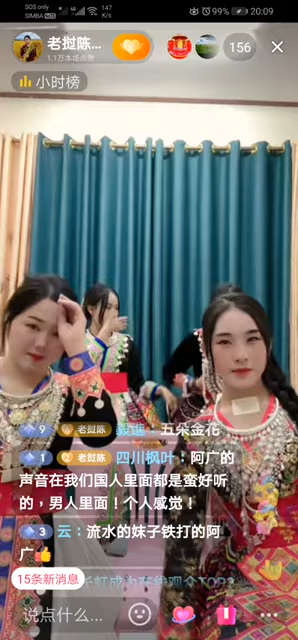 SOS only
SIMBA VoLTE
4G
147
K/s
99%
20:09
老挝陈...
1.1万本场点赞
156
小时榜
9 老挝陈 毅進：五朵金花
1 老挝陈 四川枫叶：阿广的
声音在我们国人里面都是蛮好听
的，男人里面！个人感觉！
3 云：流水的妹子铁打的阿
广👍
15条新消息
说点什么...